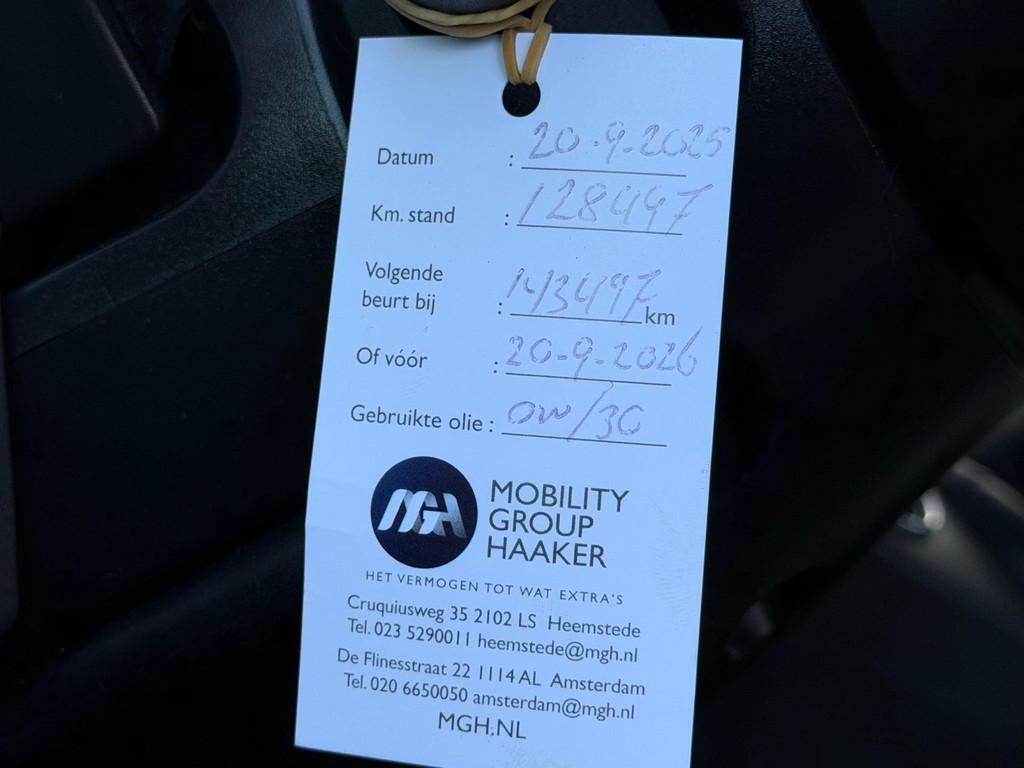 Datum : 20-9-2025
Km. stand : 128497
Volgende
beurt bij : 143497 km
Of vóór : 20-9-2026
Gebruikte olie : 0W/30
MGH
MOBILITY
GROUP
HAAKER
HET VERMOGEN TOT WAT EXTRA'S
Cruquiusweg 35 2102 LS Heemstede
Tel. 023 5290011 heemstede@mgh.nl
De Flinesstraat 22 1114 AL Amsterdam
Tel. 020 6650050 amsterdam@mgh.nl
MGH.NL